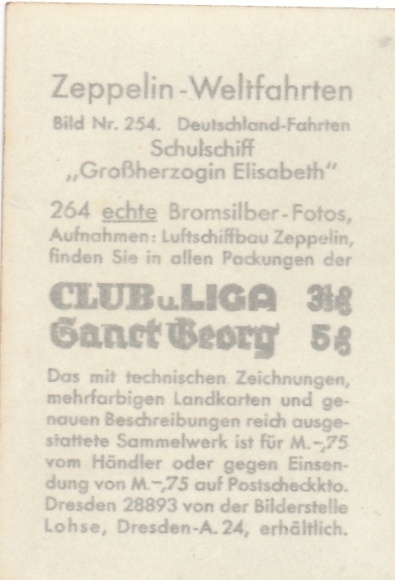 Zeppelin-Weltfahrten
Bild Nr. 254. Deutschland-Fahrten
Schulschiff
„Großherzogin Elisabeth"
264 echte Bromsilber-Fotos,
Aufnahmen: Luftschiffbau Zeppelin,
finden Sie in allen Packungen der
CLUB u. LIGA 3⅓₰
Sanct Georg 5₰
Das mit technischen Zeichnungen,
mehrfarbigen Landkarten und ge-
nauen Beschreibungen reich ausge-
stattete Sammelwerk ist für M.–,75
vom Händler oder gegen Einsen-
dung von M.–,75 auf Postscheckkto.
Dresden 28893 von der Bilderstelle
Lohse, Dresden-A. 24, erhältlich.